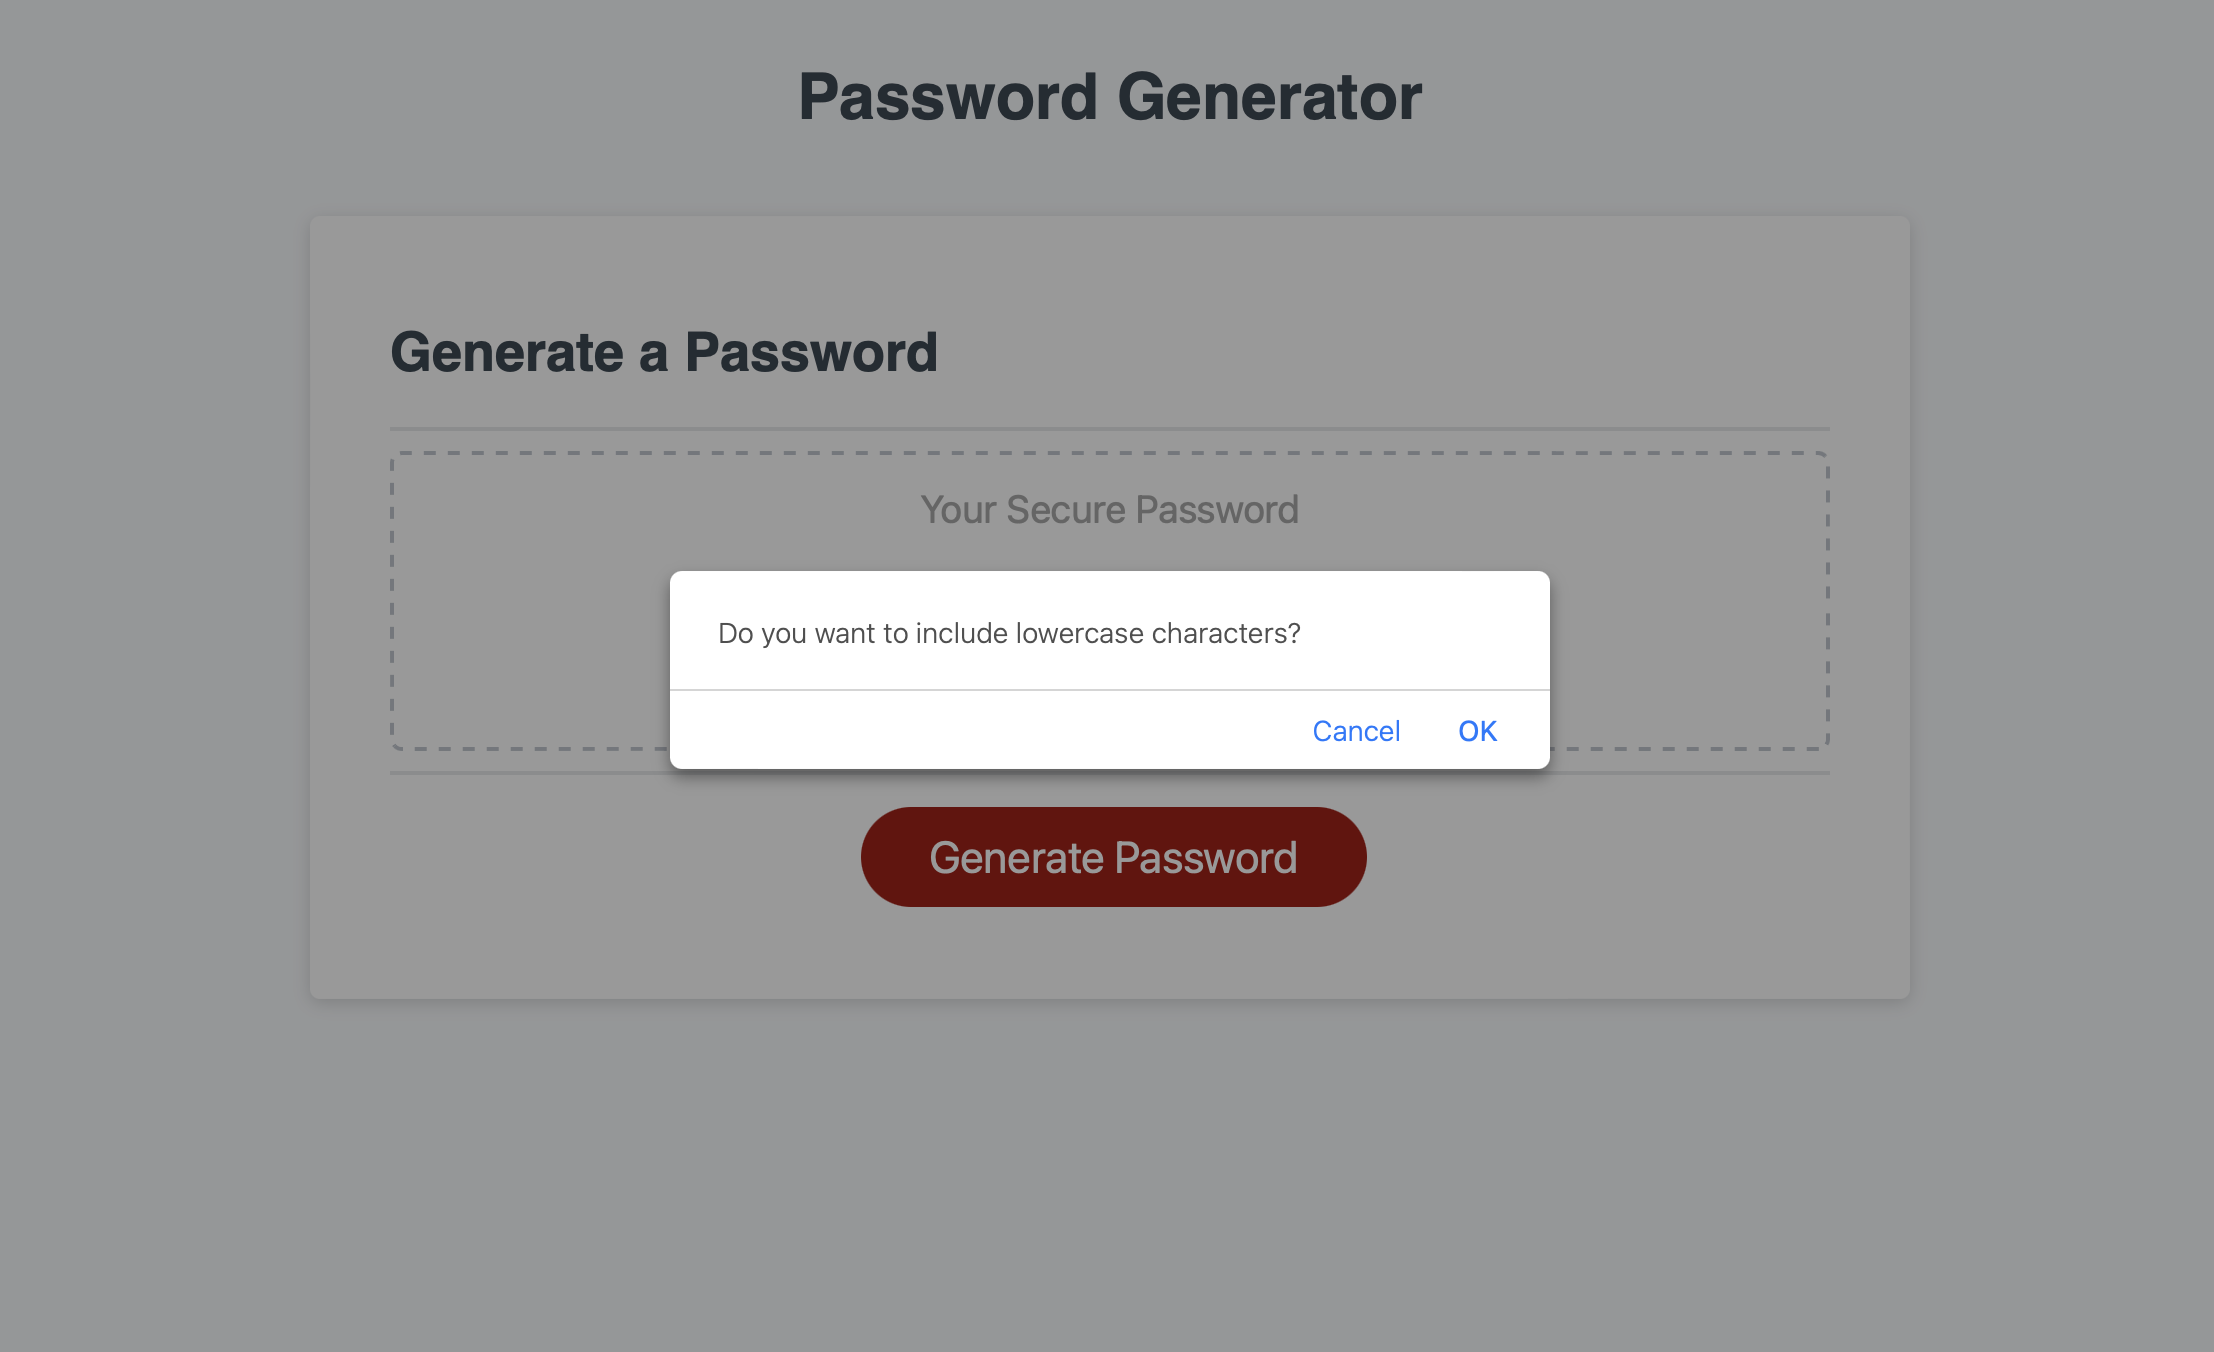 Password Generator
Generate a Password
Your Secure Password
Do you want to include lowercase characters?
Cancel OK
Generate Password